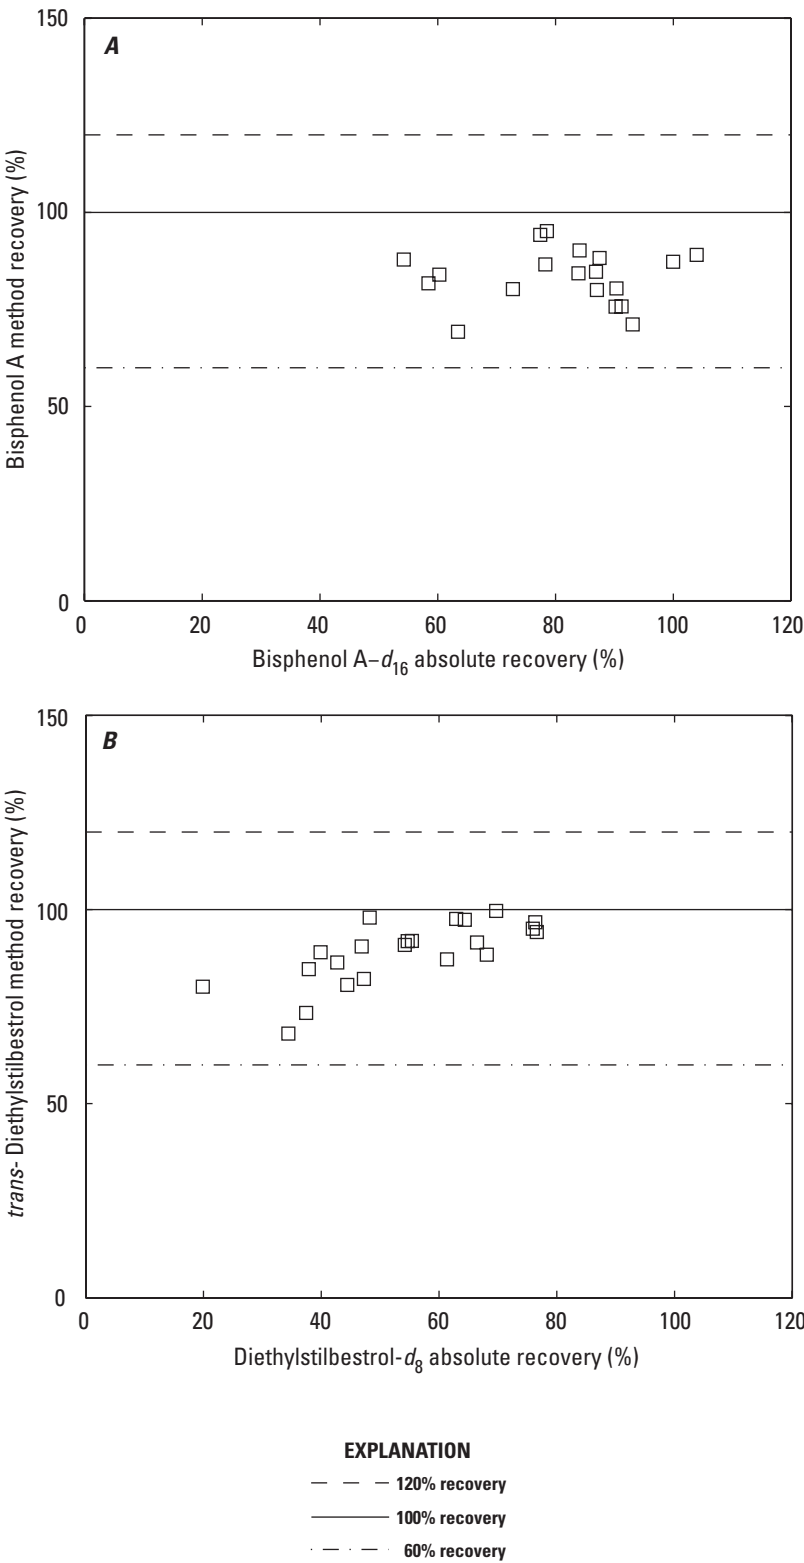 150
A
Bisphenol A method recovery (%)
100
50
0
0 20 40 60 80 100 120
Bisphenol A–d16 absolute recovery (%)
150
B
trans- Diethylstilbestrol method recovery (%)
100
50
0
0 20 40 60 80 100 120
Diethylstilbestrol-d8 absolute recovery (%)
EXPLANATION
120% recovery
100% recovery
60% recovery